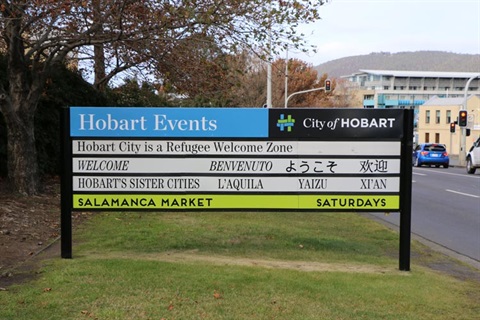 Hobart Events City of HOBART
Hobart City is a Refugee Welcome Zone
WELCOME BENVENUTO ようこそ 欢迎
HOBART'S SISTER CITIES L'AQUILA YAIZU XI'AN
SALAMANCA MARKET SATURDAYS